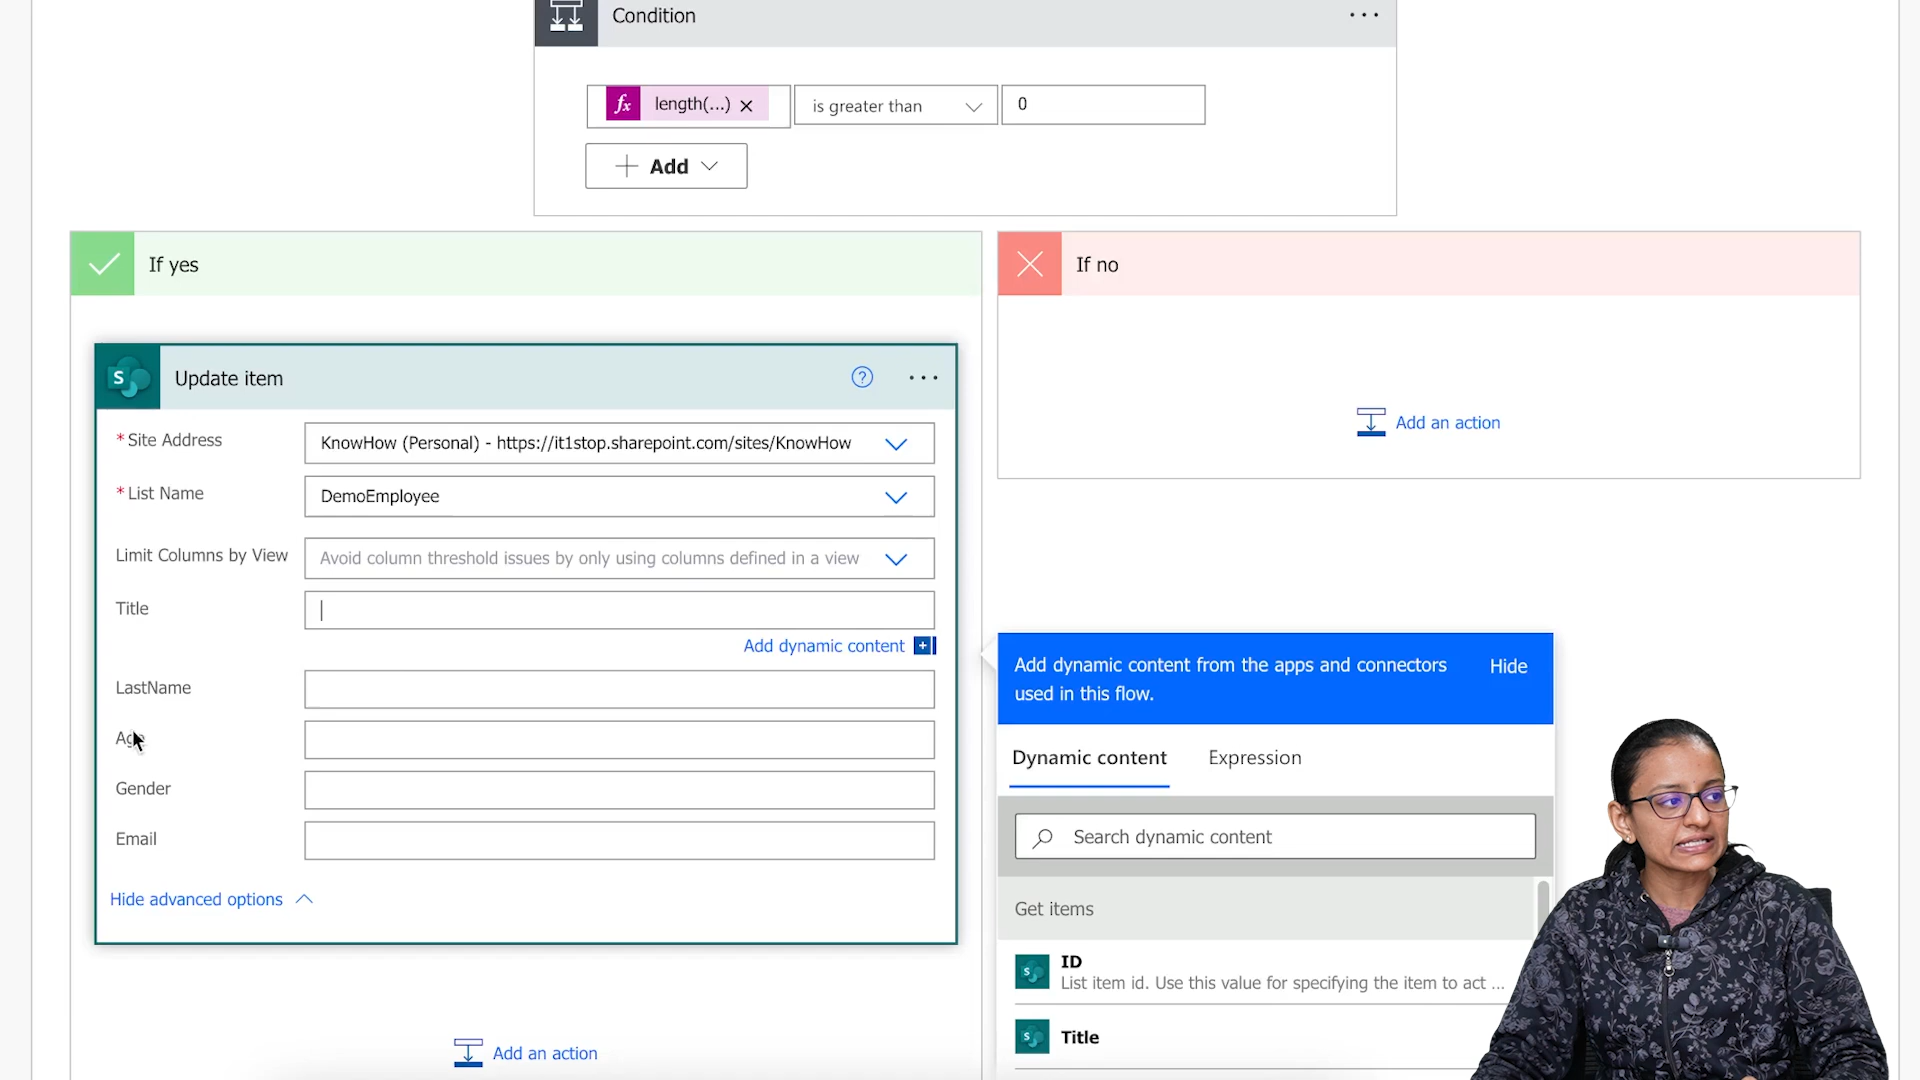 Condition
fx length(...) is greater than 0
Add
If yes
If no
Update item
Add an action
* Site Address KnowHow (Personal) - https://it1stop.sharepoint.com/sites/KnowHow
* List Name DemoEmployee
Limit Columns by View Avoid column threshold issues by only using columns defined in a view
Title
Add dynamic content
LastName
Age
Gender
Email
Hide advanced options
Add an action
Add dynamic content from the apps and connectors
used in this flow.
Hide
Dynamic content Expression
Search dynamic content
Get items
ID
List item id. Use this value for specifying the item to act ...
Title